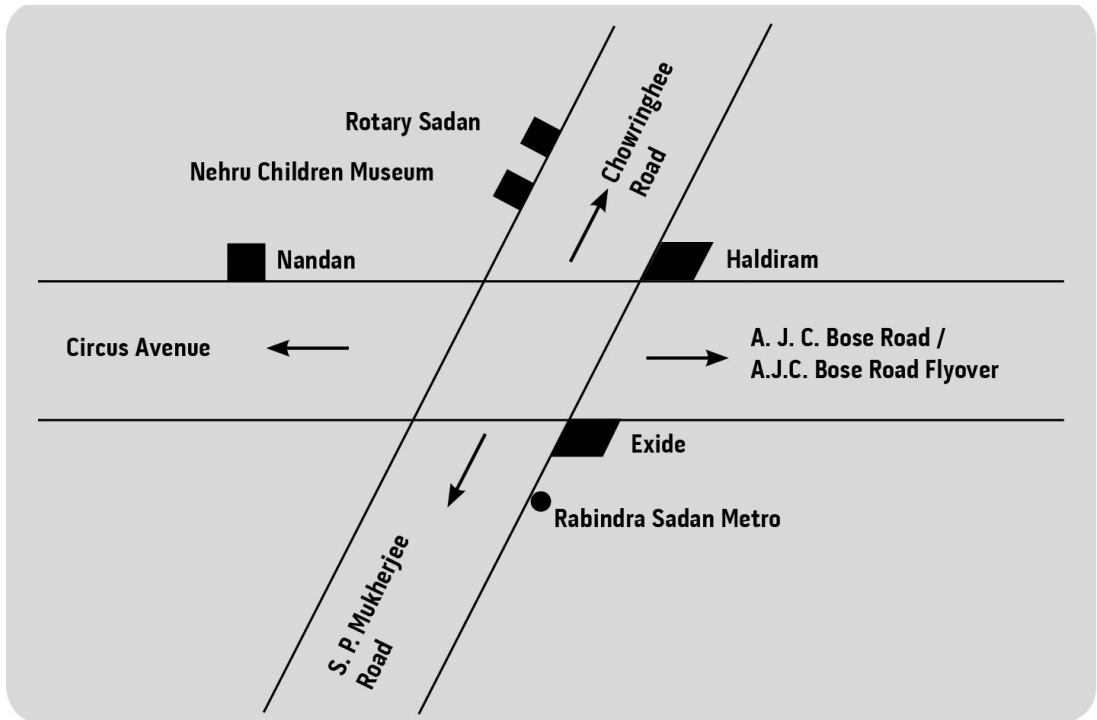 Rotary Sadan
Nehru Children Museum
Chowringhee
Road
Nandan
Haldiram
Circus Avenue
A. J. C. Bose Road /
A.J.C. Bose Road Flyover
Exide
Rabindra Sadan Metro
S. P. Mukherjee
Road